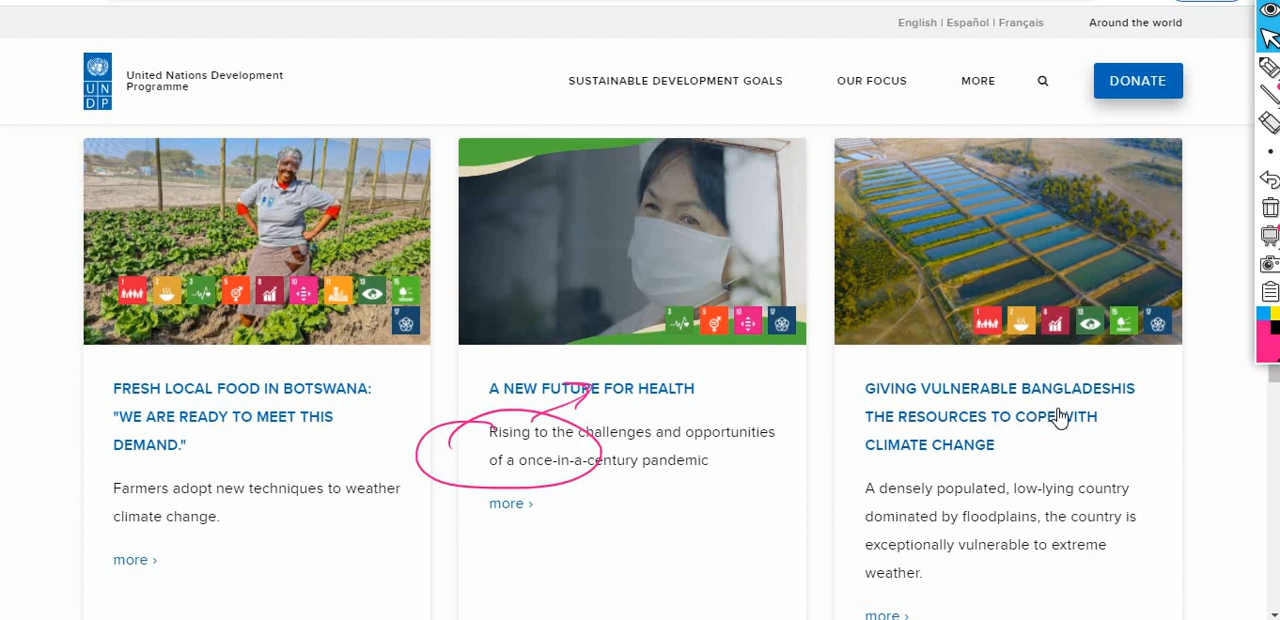 English | Español | Français
Around the world
United Nations Development
Programme
UN
DP
SUSTAINABLE DEVELOPMENT GOALS
OUR FOCUS
MORE
DONATE
FRESH LOCAL FOOD IN BOTSWANA:
"WE ARE READY TO MEET THIS
DEMAND."
Farmers adopt new techniques to weather
climate change.
more ›
A NEW FUTURE FOR HEALTH
Rising to the challenges and opportunities
of a once-in-a-century pandemic
more ›
GIVING VULNERABLE BANGLADESHIS
THE RESOURCES TO COPE WITH
CLIMATE CHANGE
A densely populated, low-lying country
dominated by floodplains, the country is
exceptionally vulnerable to extreme
weather.
more ›